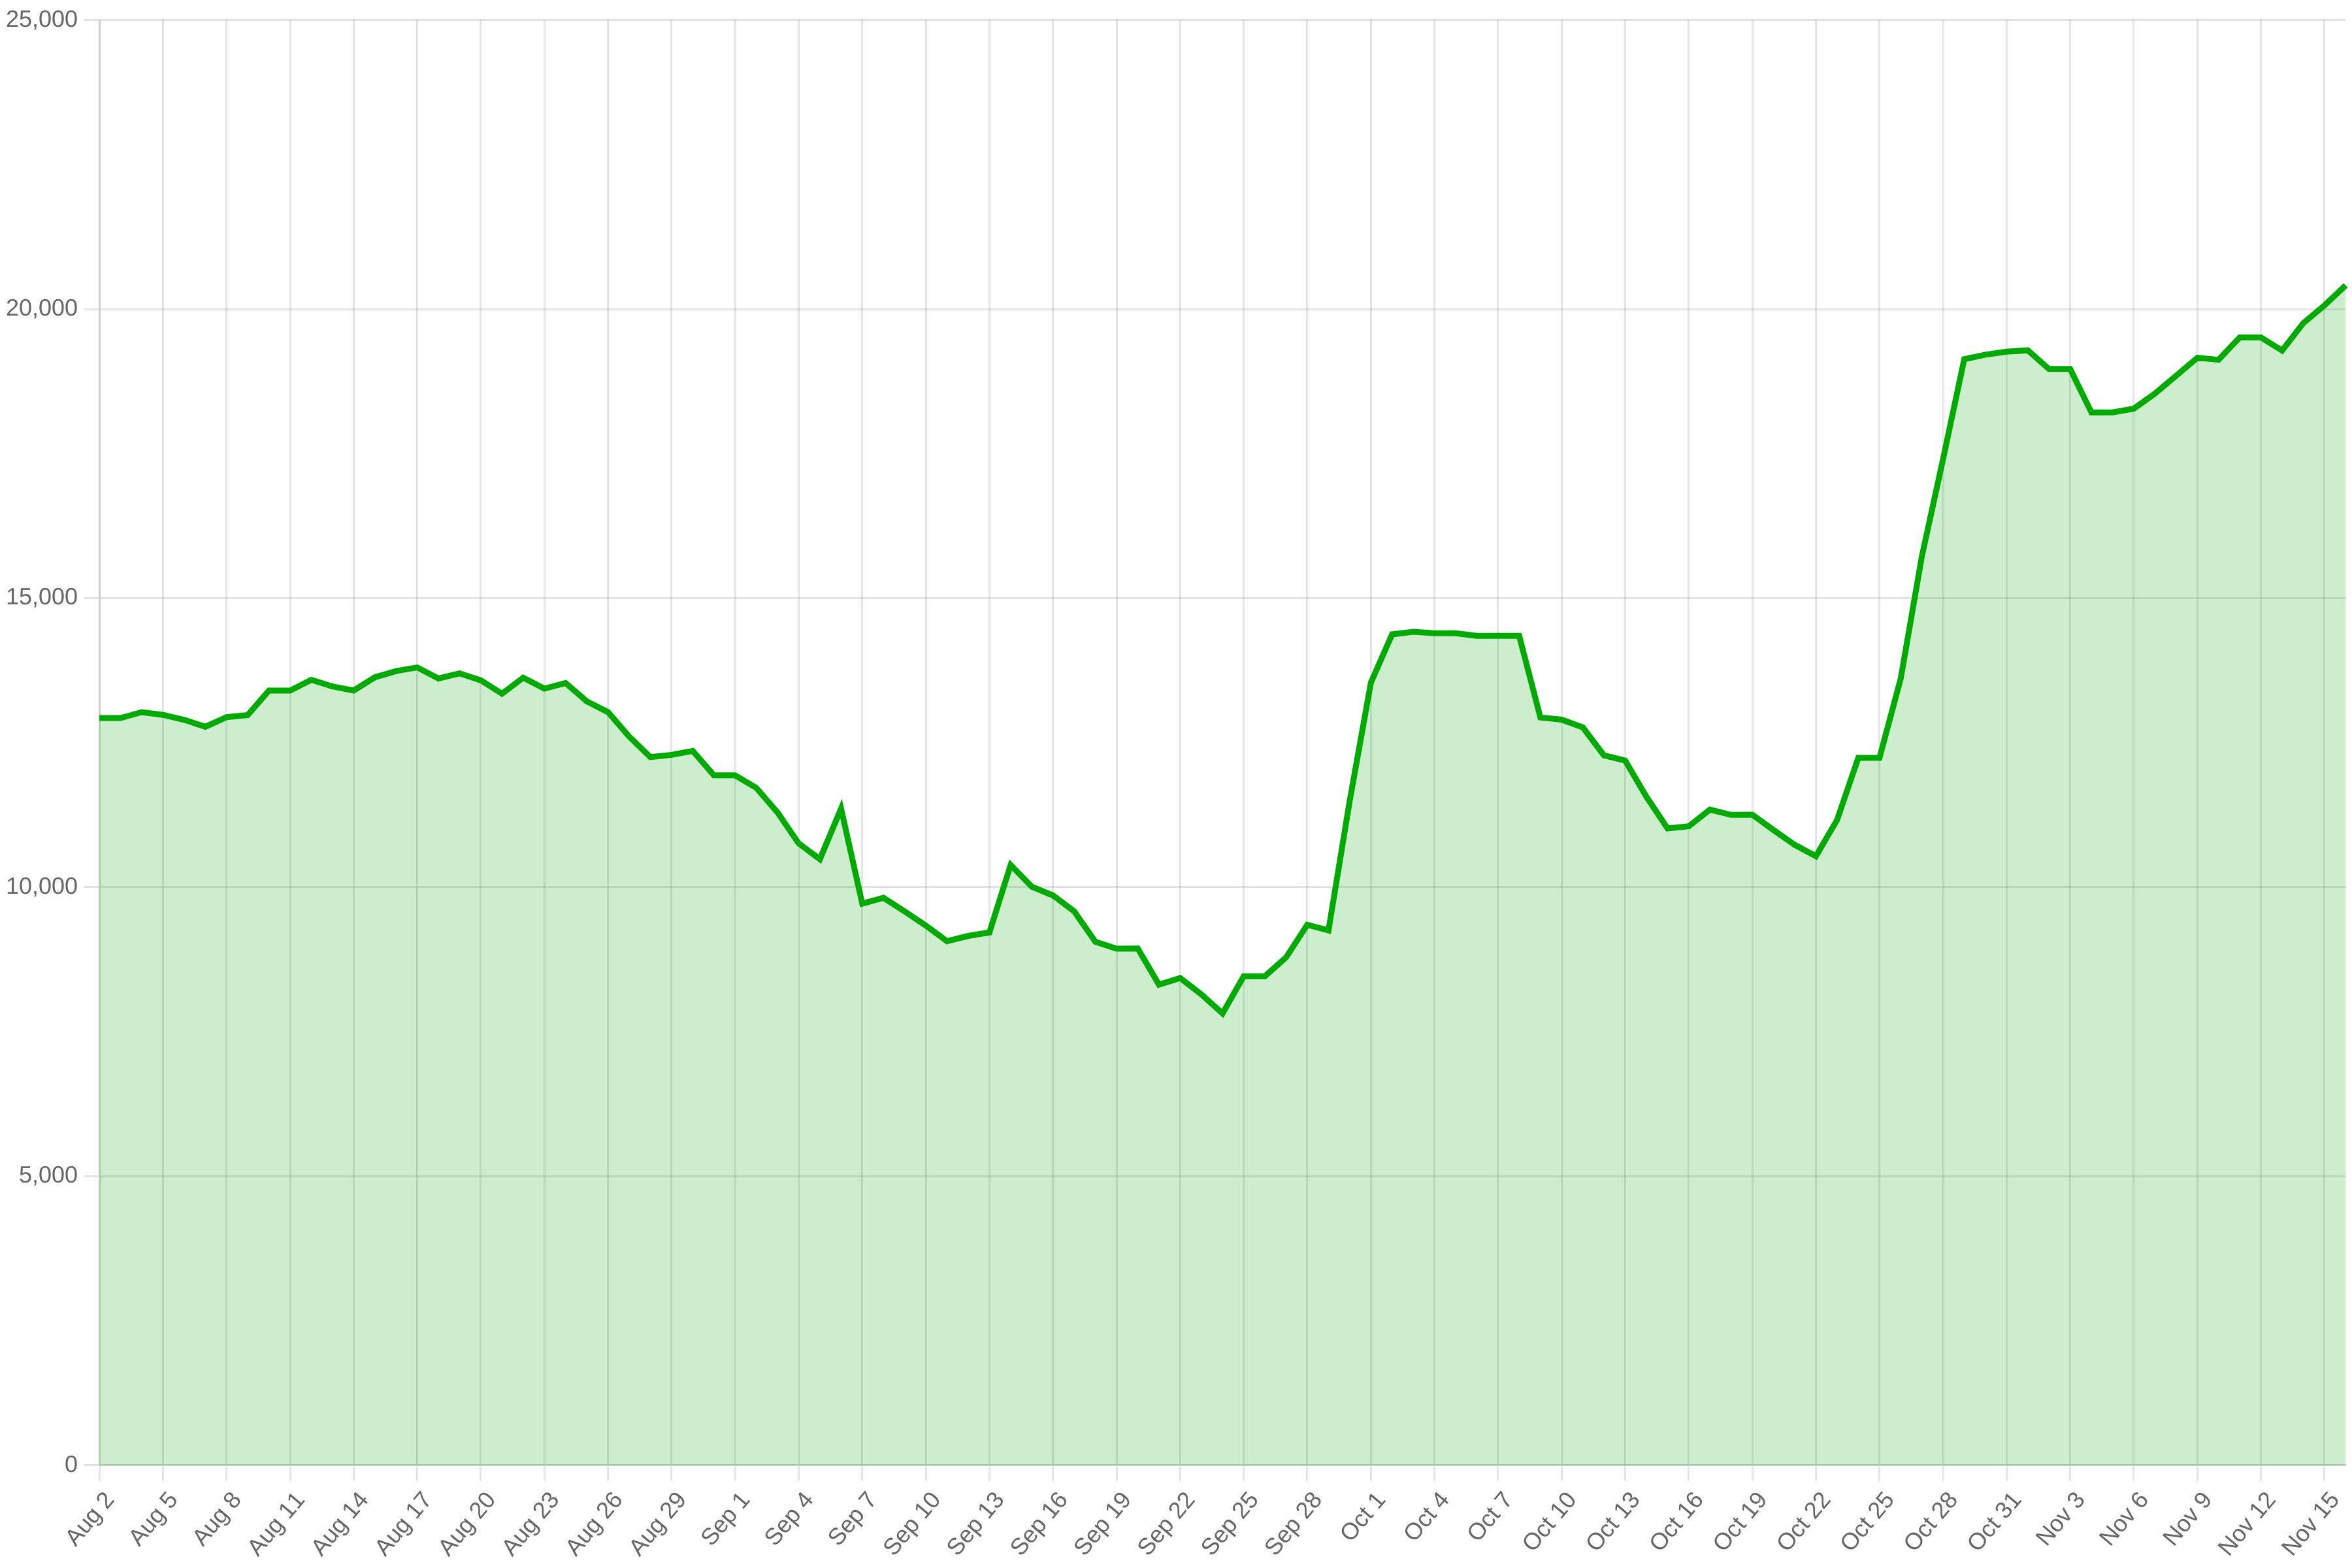 25,000
20,000
15,000
10,000
5,000
0
Aug 2
Aug 5
Aug 8
Aug 11
Aug 14
Aug 17
Aug 20
Aug 23
Aug 26
Aug 29
Sep 1
Sep 4
Sep 7
Sep 10
Sep 13
Sep 16
Sep 19
Sep 22
Sep 25
Sep 28
Oct 1
Oct 4
Oct 7
Oct 10
Oct 13
Oct 16
Oct 19
Oct 22
Oct 25
Oct 28
Oct 31
Nov 3
Nov 6
Nov 9
Nov 12
Nov 15